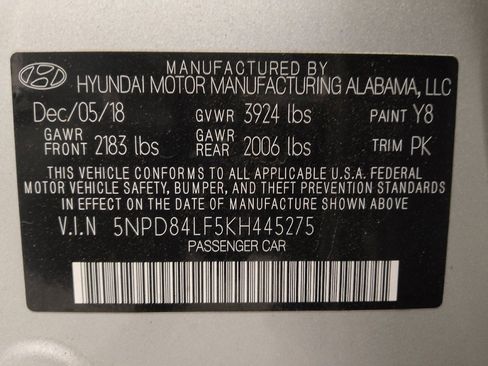 MANUFACTURED BY
HYUNDAI MOTOR MANUFACTURING ALABAMA, LLC
Dec/05/18 GVWR 3924 lbs PAINT Y8
GAWR FRONT 2183 lbs GAWR REAR 2006 lbs TRIM PK
THIS VEHICLE CONFORMS TO ALL APPLICABLE U.S.A. FEDERAL
MOTOR VEHICLE SAFETY, BUMPER, AND THEFT PREVENTION STANDARDS
IN EFFECT ON THE DATE OF MANUFACTURE SHOWN ABOVE.
V.I.N 5NPD84LF5KH445275
PASSENGER CAR